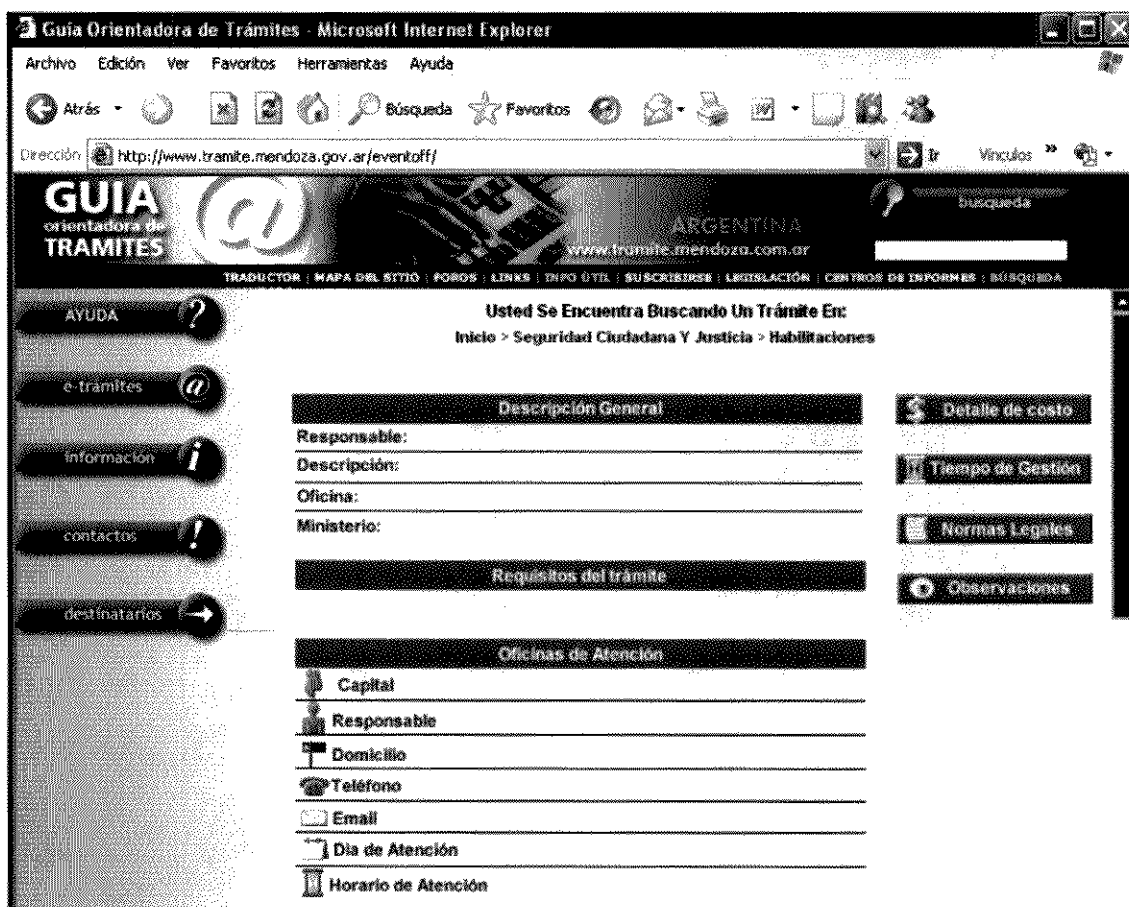 Guía Orientadora de Trámites - Microsoft Internet Explorer
Archivo Edición Ver Favoritos Herramientas Ayuda
Atrás Búsqueda Favoritos
Dirección http://www.tramite.mendoza.gov.ar/eventoff/ Ir Vínculos »
GUIA
orientadora de
TRAMITES
@
ARGENTINA
www.tramite.mendoza.com.ar
busqueda
TRADUCTOR | MAPA DEL SITIO | FOROS | LINKS | INFO ÚTIL | SUSCRIBIRSE | LEGISLACIÓN | CENTROS DE INFORMES | BÚSQUEDA
AYUDA ?
e-trámites @
información i
contactos !
destinatarios
Usted Se Encuentra Buscando Un Trámite En:
Inicio > Seguridad Ciudadana Y Justicia > Habilitaciones
Descripción General
Responsable:
Descripción:
Oficina:
Ministerio:
Requisitos del trámite
Oficinas de Atención
Capital
Responsable
Domicilio
Teléfono
Email
Dia de Atención
Horario de Atención
$ Detalle de costo
Tiempo de Gestión
Normas Legales
Observaciones